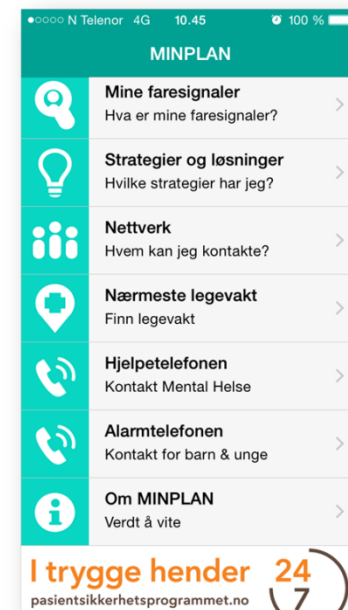 N Telenor 4G 10.45 100 %
MINPLAN
Mine faresignaler
Hva er mine faresignaler?
Strategier og løsninger
Hvilke strategier har jeg?
Nettverk
Hvem kan jeg kontakte?
Nærmeste legevakt
Finn legevakt
Hjelpetelefonen
Kontakt Mental Helse
Alarmtelefonen
Kontakt for barn & unge
Om MINPLAN
Verdt å vite
I trygge hender 24
pasientsikkerhetsprogrammet.no 7